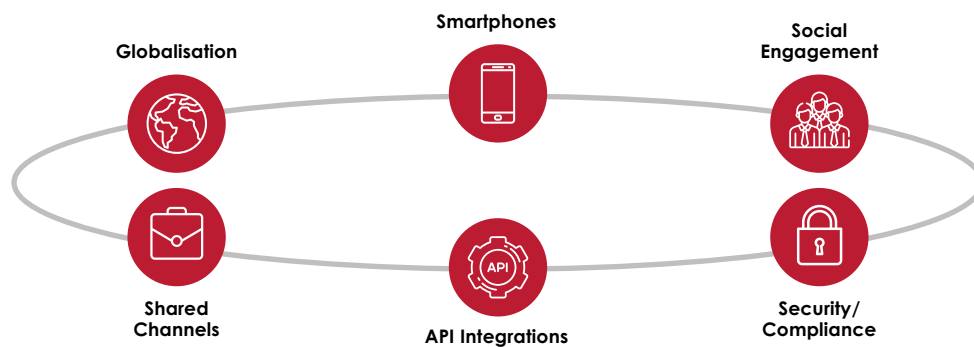 Smartphones
Globalisation
Social
Engagement
API
Shared
Channels
API Integrations
Security/
Compliance